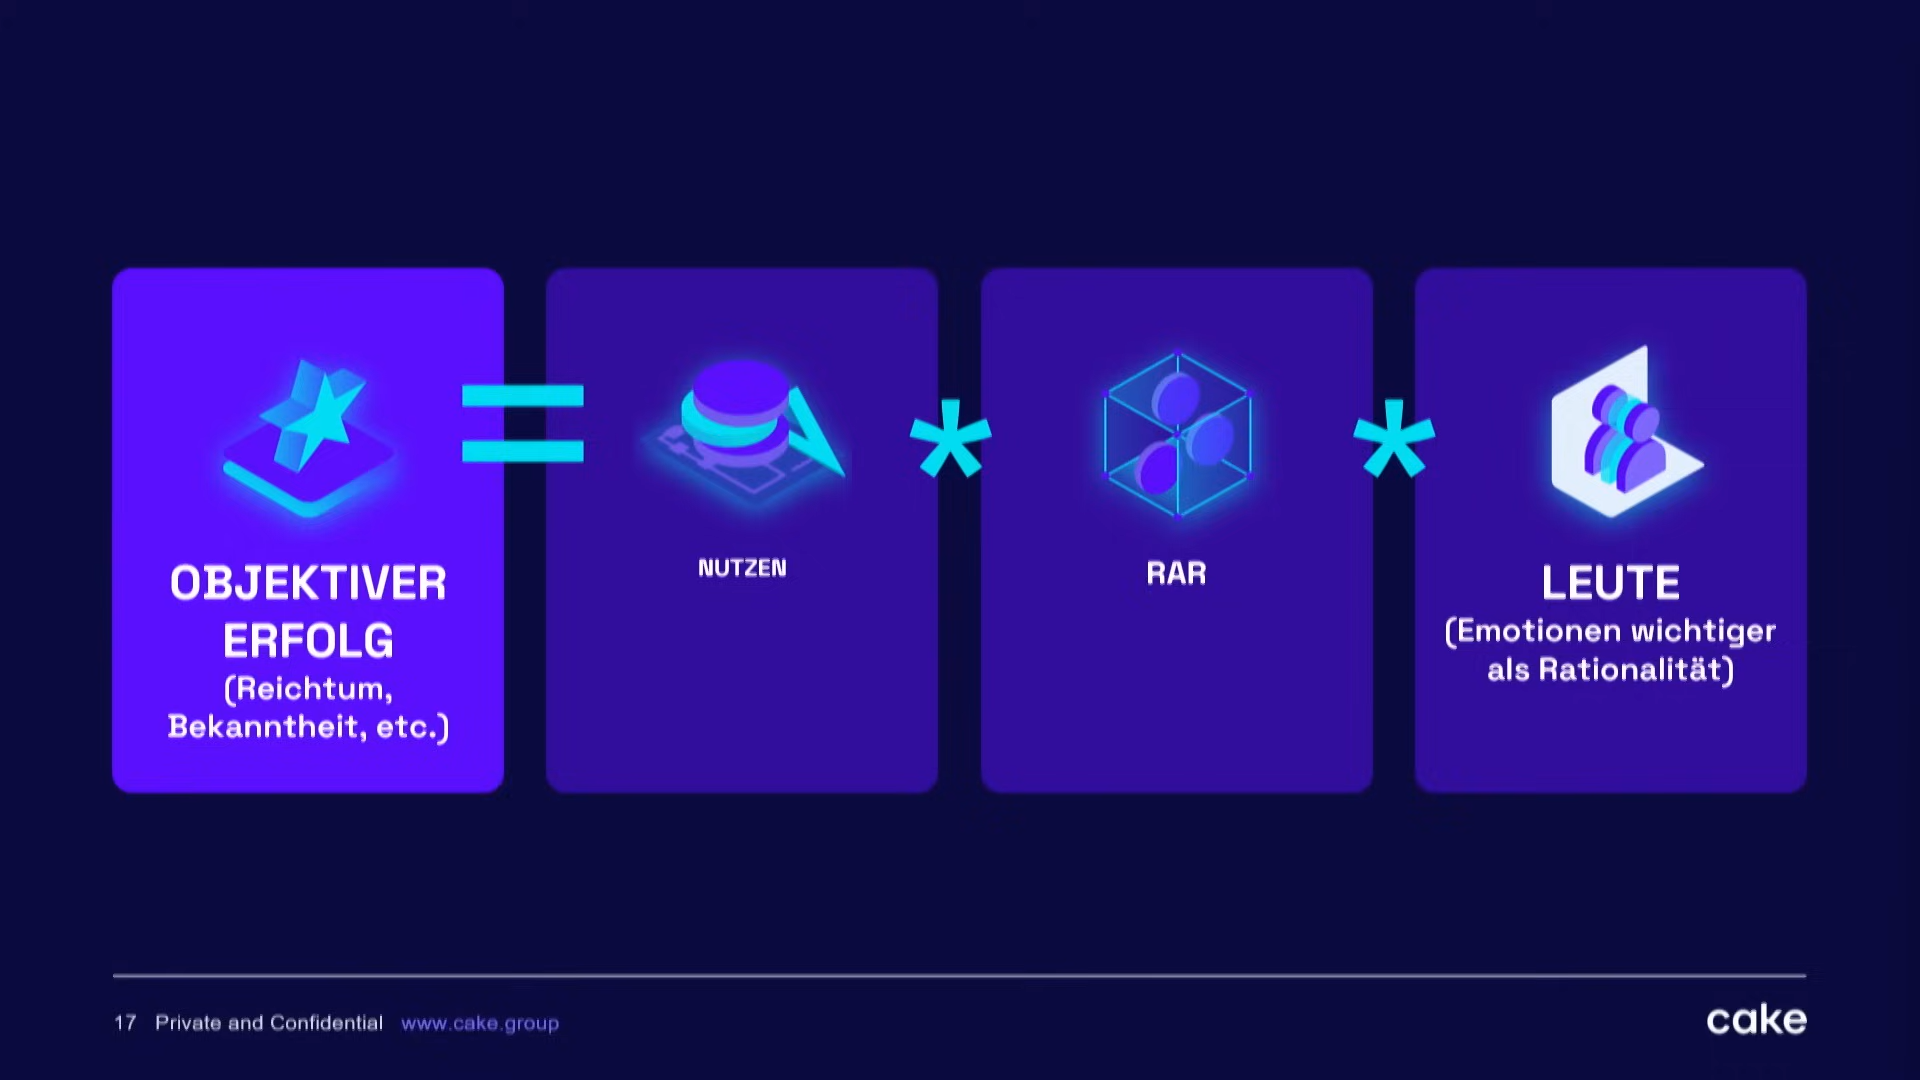 =
*
*
OBJEKTIVER
ERFOLG
(Reichtum,
Bekanntheit, etc.)
NUTZEN
RAR
LEUTE
(Emotionen wichtiger
als Rationalität)
17 Private and Confidential www.cake.group
cake